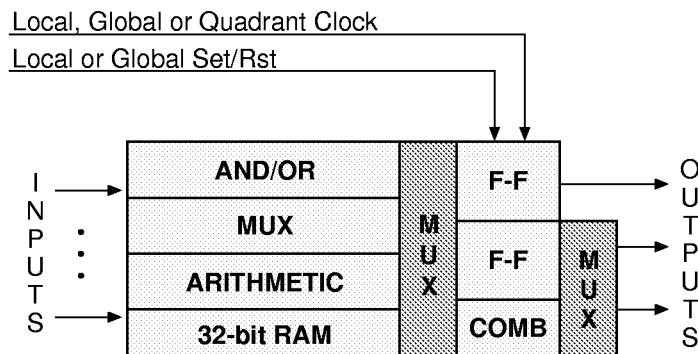 Local, Global or Quadrant Clock
Local or Global Set/Rst
INPUTS
AND/OR
MUX
ARITHMETIC
32-bit RAM
MUX
F-F
F-F
COMB
MUX
OUTPUTS